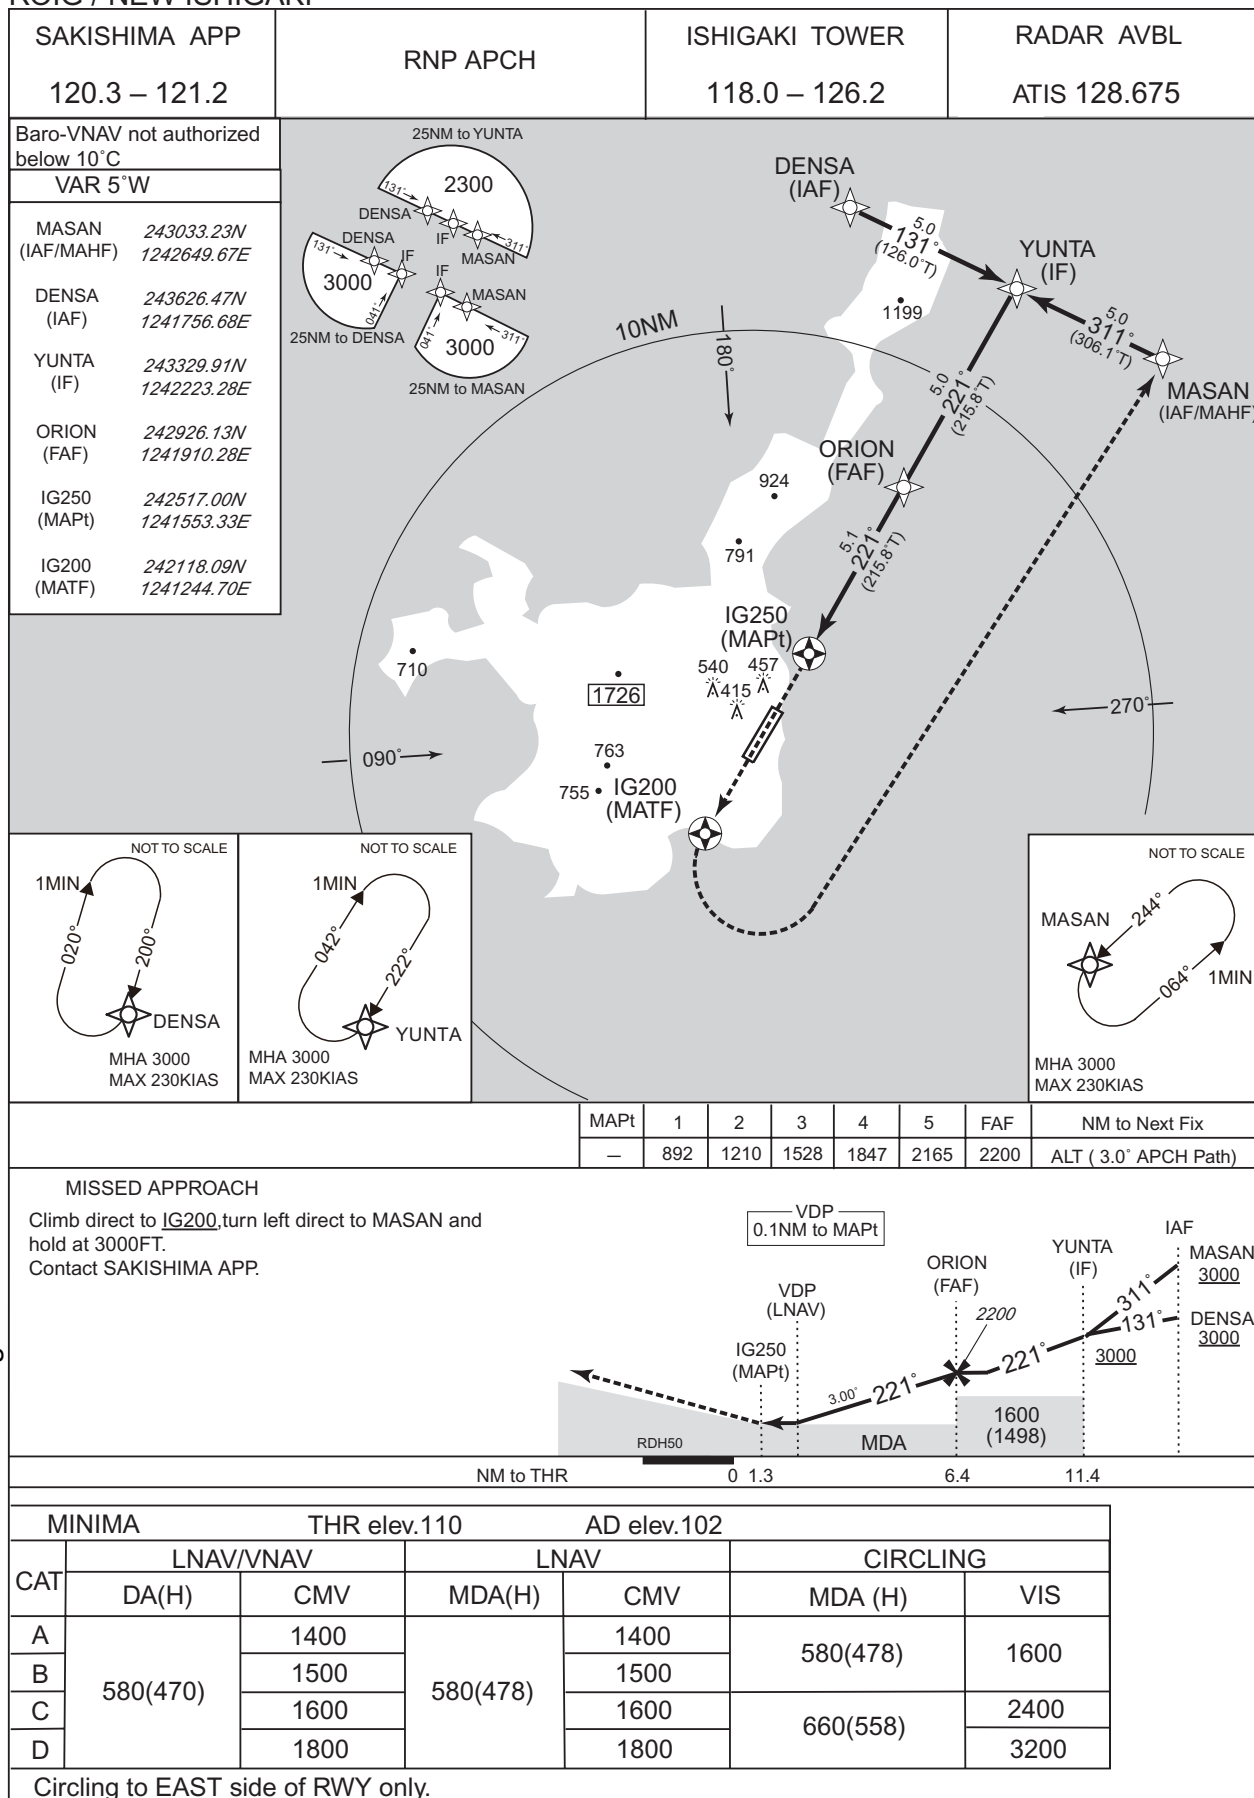 ROIG / NEW ISHIGAKI
SAKISHIMA APP
120.3 – 121.2
RNP APCH
ISHIGAKI TOWER
118.0 – 126.2
RADAR AVBL
ATIS 128.675
Baro-VNAV not authorized
below 10˚C
VAR 5˚W
MASAN 243033.23N
(IAF/MAHF) 1242649.67E
DENSA 243626.47N
(IAF) 1241756.68E
YUNTA 243329.91N
(IF) 1242223.28E
ORION 242926.13N
(FAF) 1241910.28E
IG250 242517.00N
(MAPt) 1241553.33E
IG200 242118.09N
(MATF) 1241244.70E
25NM to YUNTA
2300
131˚
DENSA
IF
MASAN
311˚
131˚
DENSA
IF
3000
041˚
25NM to DENSA
IF
MASAN
041˚
311˚
3000
25NM to MASAN
DENSA
(IAF)
5.0
131˚
(126.0˚T)
YUNTA
(IF)
5.0
311˚
(306.1˚T)
MASAN
(IAF/MAHF)
1199
10NM
180˚
5.0
221˚
(215.8˚T)
ORION
(FAF)
924
791
5.1
221˚
(215.8˚T)
IG250
(MAPt)
710
1726
540
457
415
270˚
090˚
763
755
IG200
(MATF)
NOT TO SCALE
1MIN
020˚
200˚
DENSA
MHA 3000
MAX 230KIAS
NOT TO SCALE
1MIN
042˚
222˚
YUNTA
MHA 3000
MAX 230KIAS
NOT TO SCALE
MASAN
244°
064°
1MIN
MHA 3000
MAX 230KIAS
MAPt 1 2 3 4 5 FAF NM to Next Fix
– 892 1210 1528 1847 2165 2200 ALT ( 3.0˚ APCH Path)
MISSED APPROACH
Climb direct to IG200,turn left direct to MASAN and
hold at 3000FT.
Contact SAKISHIMA APP.
VDP
0.1NM to MAPt
IAF
MASAN
3000
DENSA
3000
YUNTA
(IF)
311˚
131˚
3000
ORION
(FAF)
2200
221˚
VDP
(LNAV)
3.00˚
221˚
IG250
(MAPt)
1600
(1498)
MDA
RDH50
NM to THR 0 1.3 6.4 11.4
MINIMA THR elev.110 AD elev.102
CAT LNAV/VNAV LNAV CIRCLING
DA(H) CMV MDA(H) CMV MDA (H) VIS
A 580(470) 1400 580(478) 1400 580(478) 1600
B 1500 1500
C 1600 1600 660(558) 2400
D 1800 1800 3200
Circling to EAST side of RWY only.